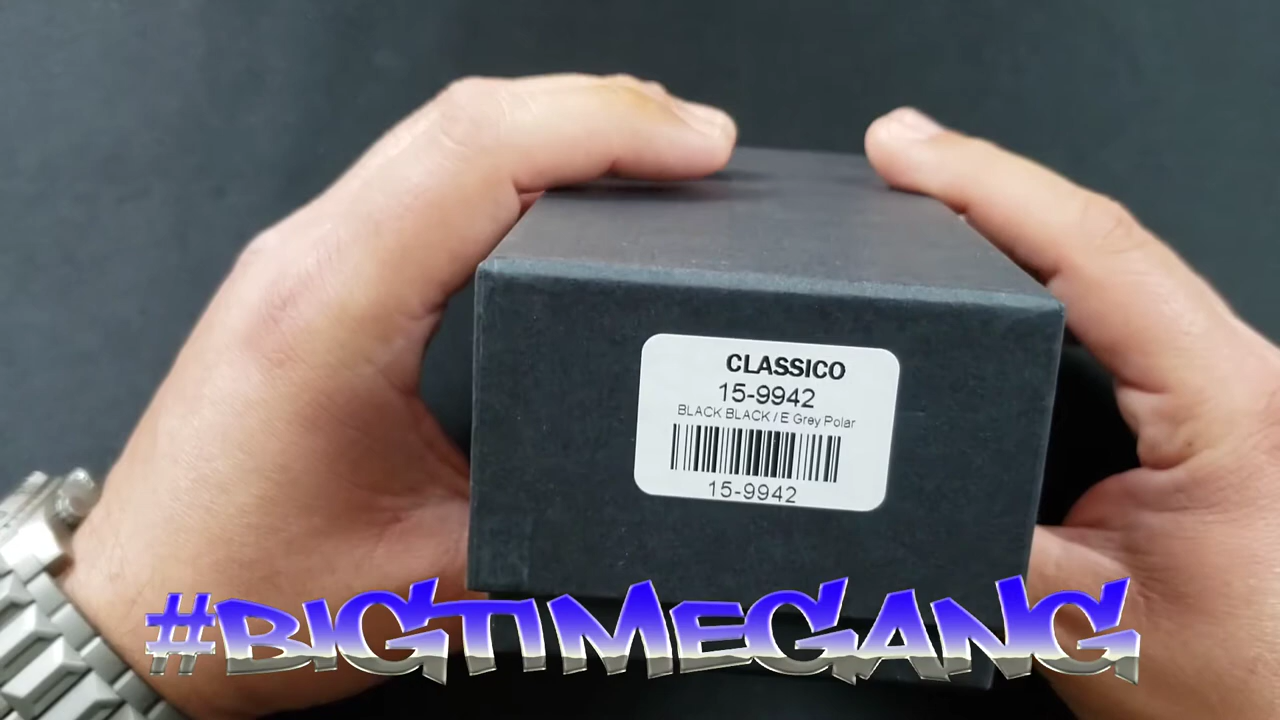 CLASSICO
15-9942
BLACK BLACK / E Grey Polar
15-9942
#BIGTIMEGANG